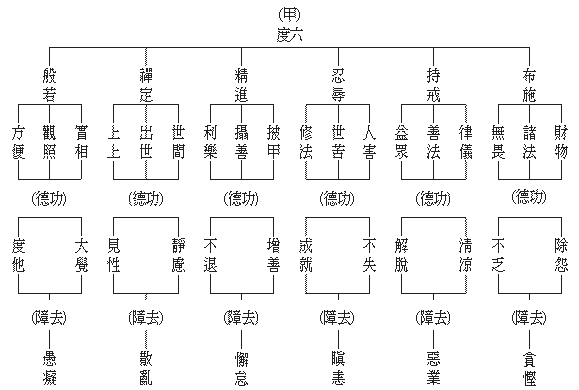 (甲)
六度
布施
持戒
忍辱
精進
禪定
般若
財物
諸法
無畏
律儀
善法
益眾
人害
世苦
修法
披甲
攝善
利樂
世間
出世
上上
實相
觀照
方便
(功德)
(功德)
(功德)
(功德)
(功德)
(功德)
除怨
不乏
清涼
解脫
不失
成就
增善
不退
靜慮
見性
大覺
度他
(去障)
(去障)
(去障)
(去障)
(去障)
(去障)
貪慳
惡業
瞋恚
懈怠
散亂
愚癡